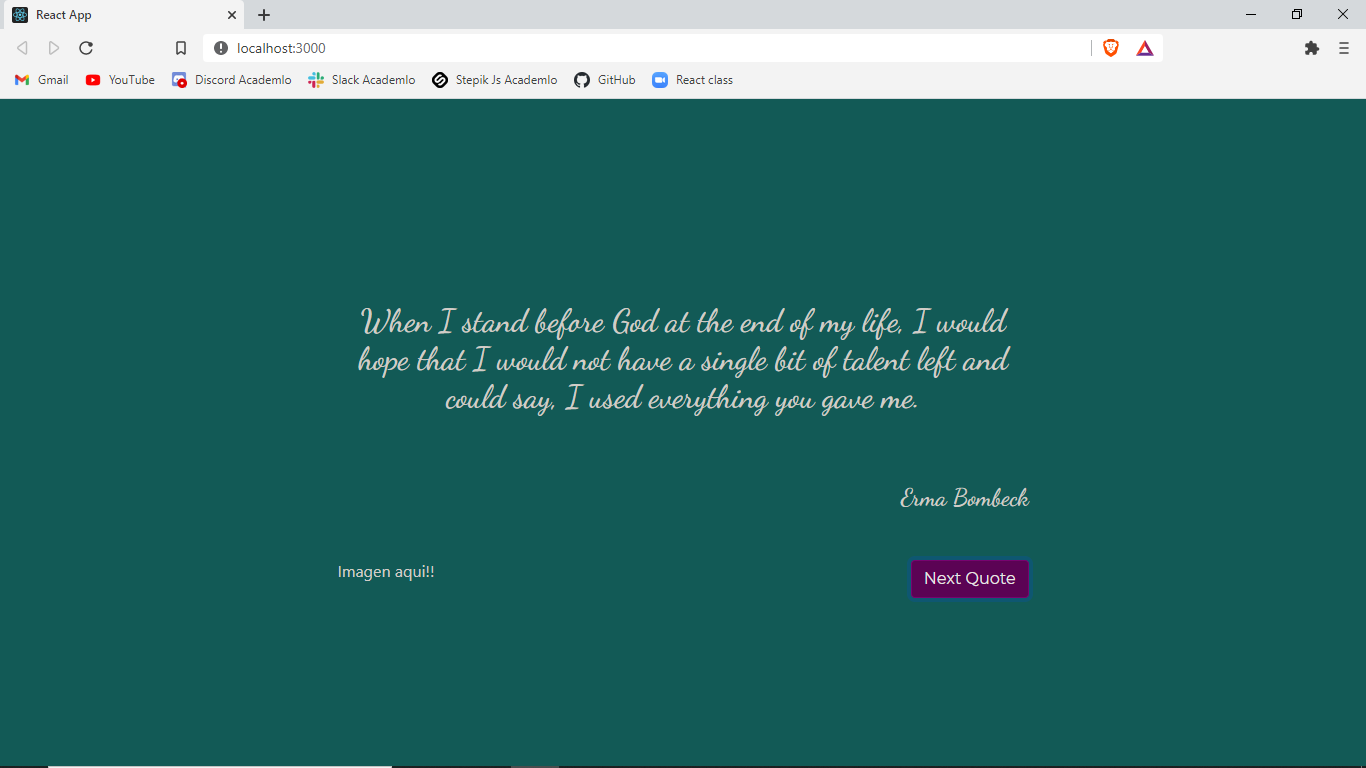 React App
localhost:3000
Gmail YouTube Discord Academlo Slack Academlo Stepik Js Academlo GitHub React class
When I stand before God at the end of my life, I would
hope that I would not have a single bit of talent left and
could say, I used everything you gave me.
Erma Bombeck
Imagen aqui!! Next Quote